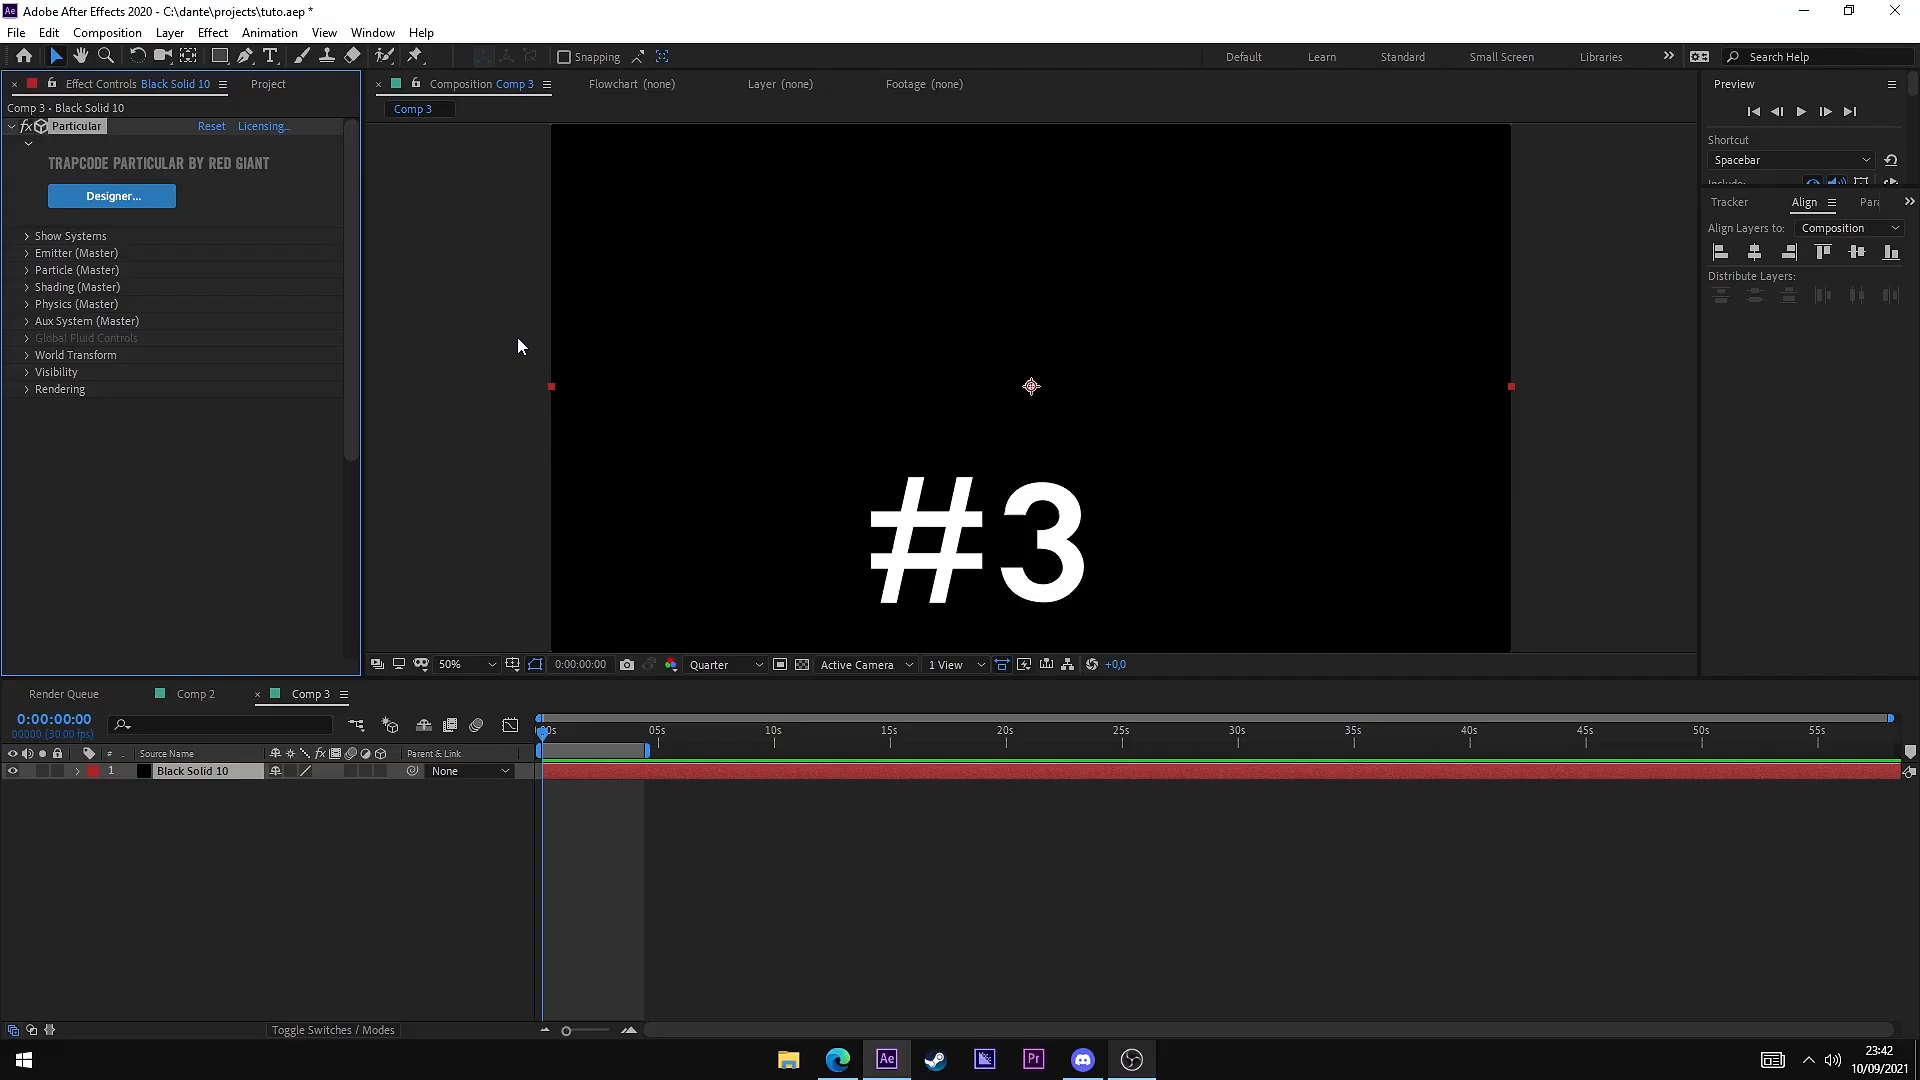 Adobe After Effects 2020 - C:\dante\projects\tuto.aep *
File Edit Composition Layer Effect Animation View Window Help
Snapping
Default Learn Standard Small Screen Libraries Search Help
Effect Controls Black Solid 10
Project
Comp 3 • Black Solid 10
Particular Reset Licensing...
TRAPCODE PARTICULAR BY RED GIANT
Designer...
Show Systems
Emitter (Master)
Particle (Master)
Shading (Master)
Physics (Master)
Aux System (Master)
Global Fluid Controls
World Transform
Visibility
Rendering
Composition Comp 3
Flowchart (none)
Layer (none)
Footage (none)
Comp 3
#3
50%
0:00:00:00
Quarter
Active Camera
1 View
+0,0
Preview
Shortcut
Spacebar
Include:
Tracker Align Para
Align Layers to: Composition
Distribute Layers:
Render Queue Comp 2 Comp 3
0:00:00:00
00000 (30.00 fps)
# Source Name Parent & Link
1 Black Solid 10 None
00s 05s 10s 15s 20s 25s 30s 35s 40s 45s 50s 55s
Toggle Switches / Modes
Ae
Pr
23:42
10/09/2021